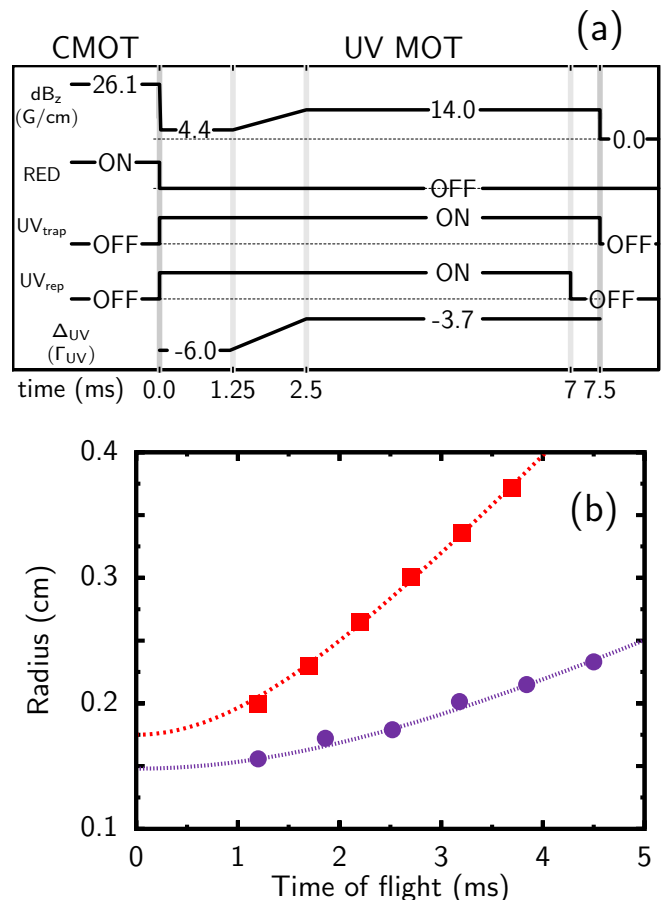 (a)
CMOT UV MOT
dB_z (G/cm) 26.1 4.4 14.0 0.0
RED ON OFF
UV_trap OFF ON OFF
UV_rep OFF ON OFF
Δ_UV (Γ_UV) -6.0 -3.7
time (ms) 0.0 1.25 2.5 7 7.5
(b)
Radius (cm)
0.4
0.3
0.2
0.1
0 1 2 3 4 5
Time of flight (ms)